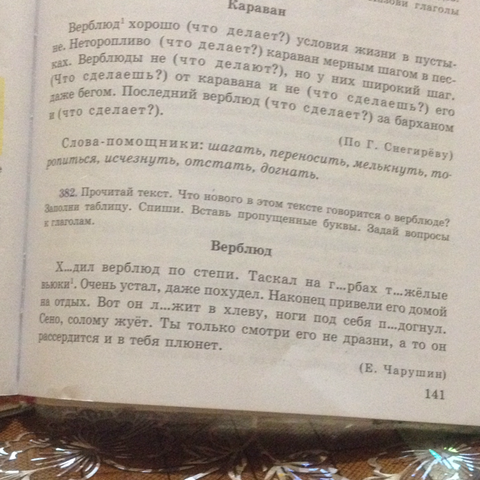 зови глаголы
Караван
Верблюд¹ хорошо (что делает?) условия жизни в пусты-
не. Неторопливо (что делает?) караван мерным шагом в пес-
ках. Верблюды не (что делают?), но у них широкий шаг.
(Что сделаешь?) от каравана и не (что сделаешь?) его
даже бегом. Последний верблюд (что сделает?) за барханом
и (что сделает?).
(По Г. Снегирёву)
Слова-помощники: шагать, переносить, мелькнуть, то-
ропиться, исчезнуть, отстать, догнать.
382. Прочитай текст. Что нового в этом тексте говорится о верблюде?
Заполни таблицу. Спиши. Вставь пропущенные буквы. Задай вопросы
к глаголам.
Верблюд
Х...дил верблюд по степи. Таскал на г...рбах т...жёлые
вьюки¹. Очень устал, даже похудел. Наконец привели его домой
на отдых. Вот он л...жит в хлеву, ноги под себя п...догнул.
Сено, солому жуёт. Ты только смотри его не дразни, а то он
рассердится и в тебя плюнет.
(Е. Чарушин)
141